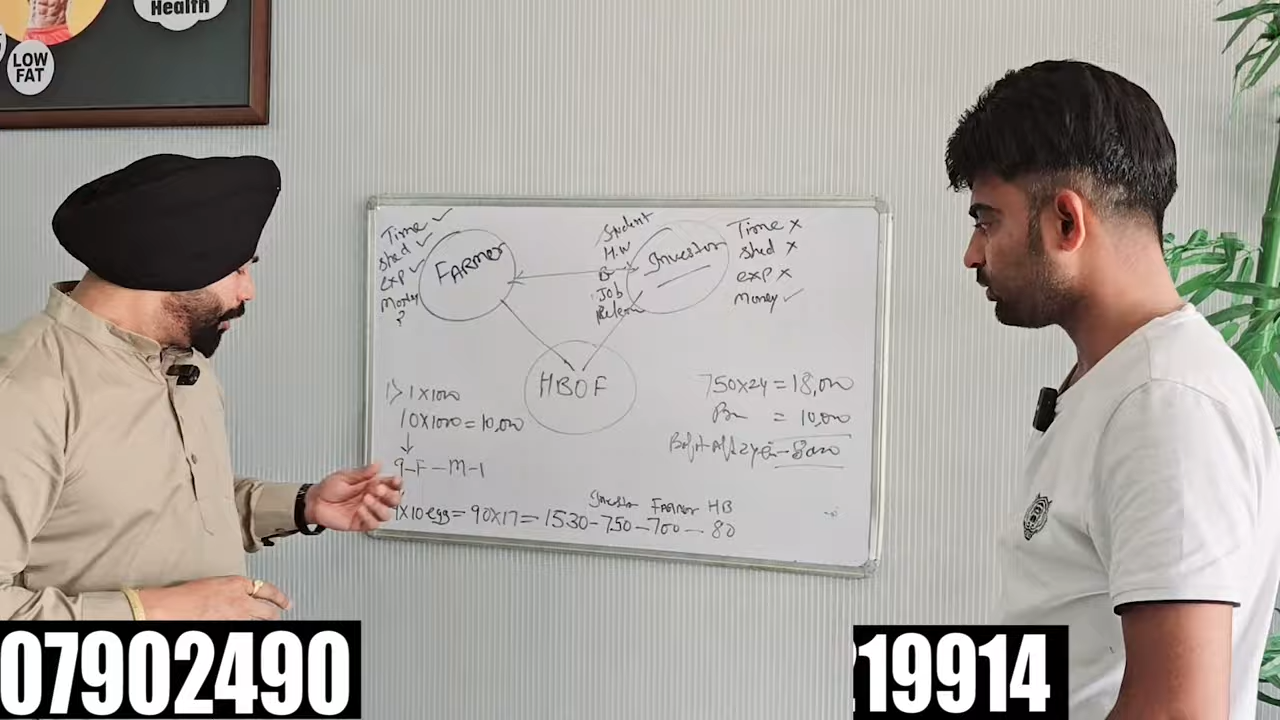 Health
LOW
FAT
Time ✓
Shed ✓
exp ✓
Money
?
FARMER
Student
H.W
B
Job
Investor
Time x
Shed x
exp x
Money ✓
HBOF
1> 1x1000
10x1000 = 10,000
9-F-M-1
750x24 = 18,000
= 10,000
Investor Farmer HB
9x10 egg = 90x17 = 1530-750-700-80
07902490
19914